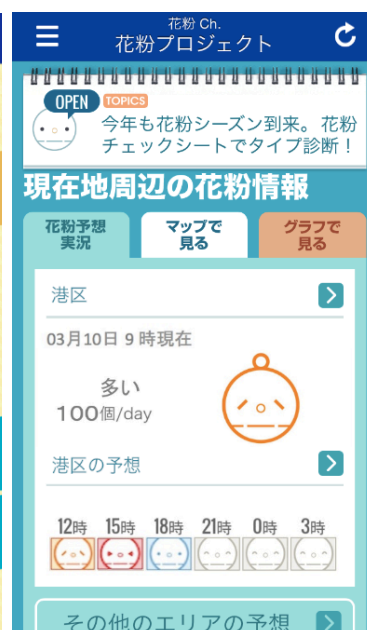 花粉 Ch.
花粉プロジェクト
OPEN
TOPICS
今年も花粉シーズン到来。花粉
チェックシートでタイプ診断！
現在地周辺の花粉情報
花粉予想
実況
マップで
見る
グラフで
見る
港区
03月10日 9 時現在
多い
100個/day
港区の予想
12時 15時 18時 21時 0時 3時
その他のエリアの予想